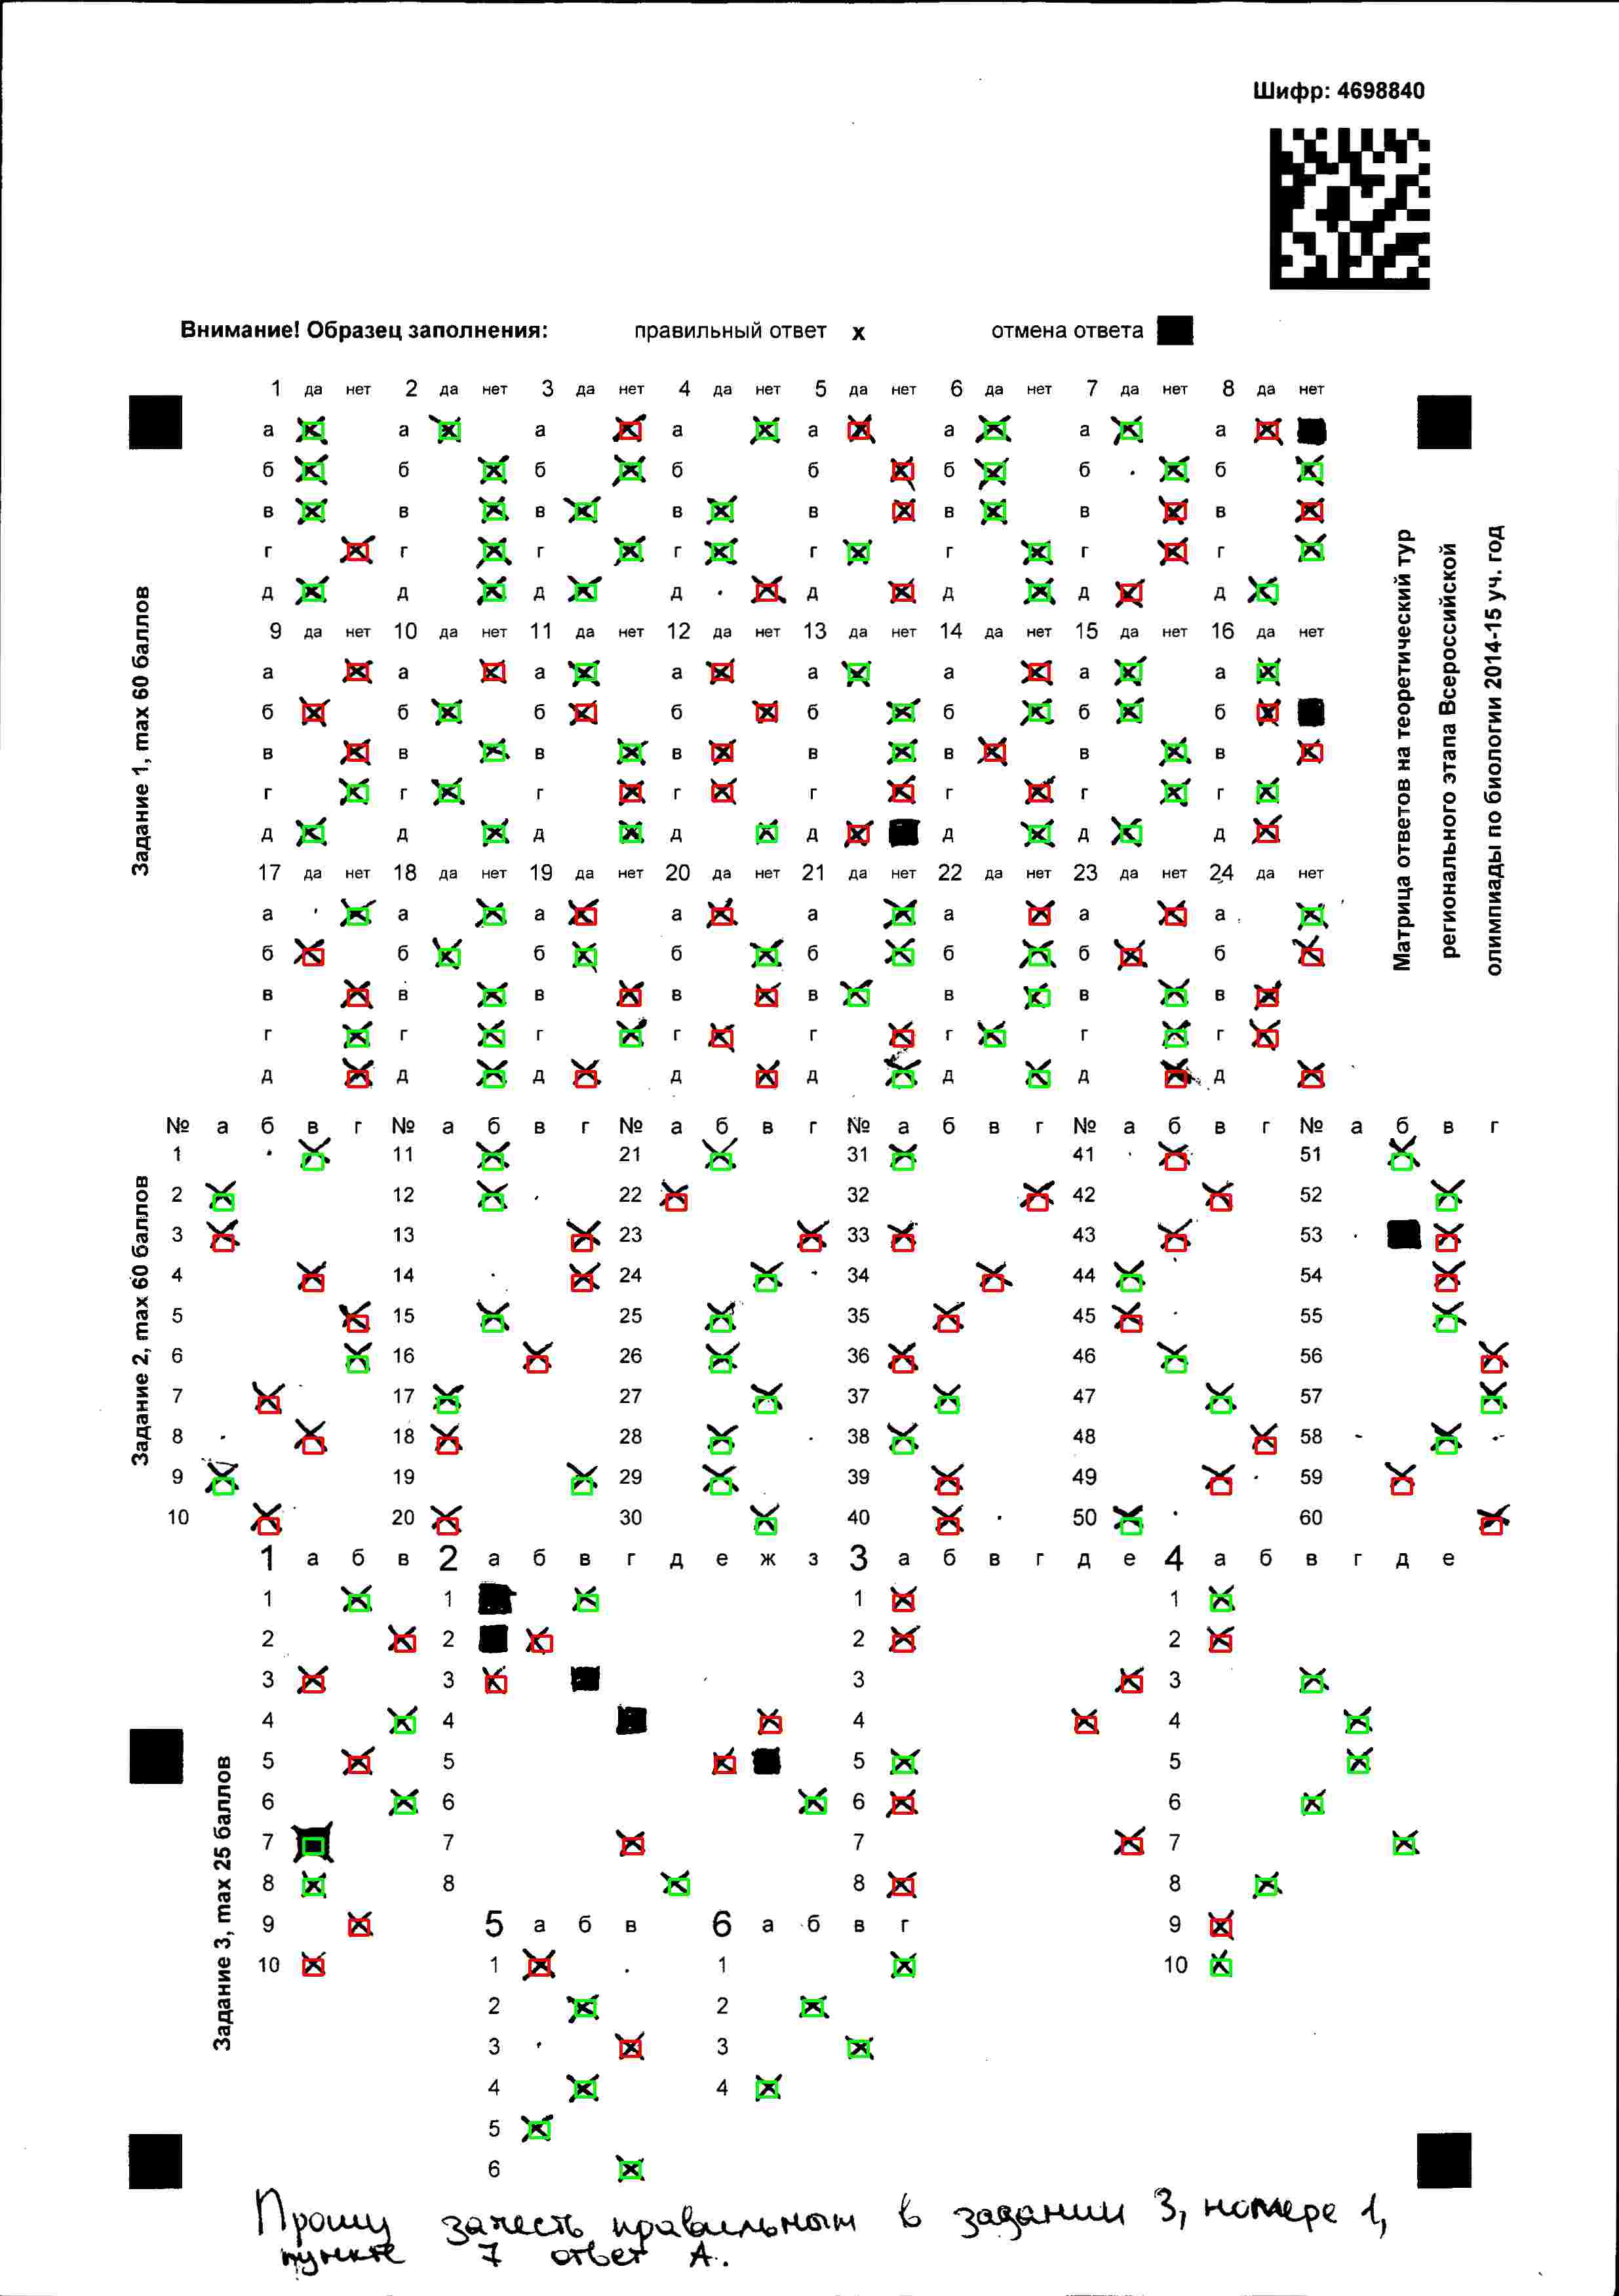 Шифр: 4698840
Внимание! Образец заполнения: правильный ответ x отмена ответа
1 да нет 2 да нет 3 да нет 4 да нет 5 да нет 6 да нет 7 да нет 8 да нет
а а а а а а а а
б б б б б б б б
в в в в в в в в
г г г г г г г г
д д д д д д д д
9 да нет 10 да нет 11 да нет 12 да нет 13 да нет 14 да нет 15 да нет 16 да нет
а а а а а а а а
б б б б б б б б
в в в в в в в в
г г г г г г г г
д д д д д д д д
17 да нет 18 да нет 19 да нет 20 да нет 21 да нет 22 да нет 23 да нет 24 да нет
а а а а а а а а
б б б б б б б б
в в в в в в в в
г г г г г г г г
д д д д д д д д
Задание 1, max 60 баллов
Матрица ответов на теоретический тур
регионального этапа Всероссийской
олимпиады по биологии 2014-15 уч. год
№ а б в г № а б в г № а б в г № а б в г № а б в г № а б в г
1 11 21 31 41 51
2 12 22 32 42 52
3 13 23 33 43 53
4 14 24 34 44 54
5 15 25 35 45 55
6 16 26 36 46 56
7 17 27 37 47 57
8 18 28 38 48 58
9 19 29 39 49 59
10 20 30 40 50 60
Задание 2, max 60 баллов
1 а б в 2 а б в г д е ж з 3 а б в г д е 4 а б в г д е
1 1 1 1
2 2 2 2
3 3 3 3
4 4 4 4
5 5 5 5
6 6 6 6
7 7 7 7
8 8 8 8
9 5 а б в 6 а б в г 9
10 1 1 10
2 2
3 3
4 4
5
6
Задание 3, max 25 баллов
Прошу зачесть правильным в задании 3, номере 1,
пункте 7 ответ А.